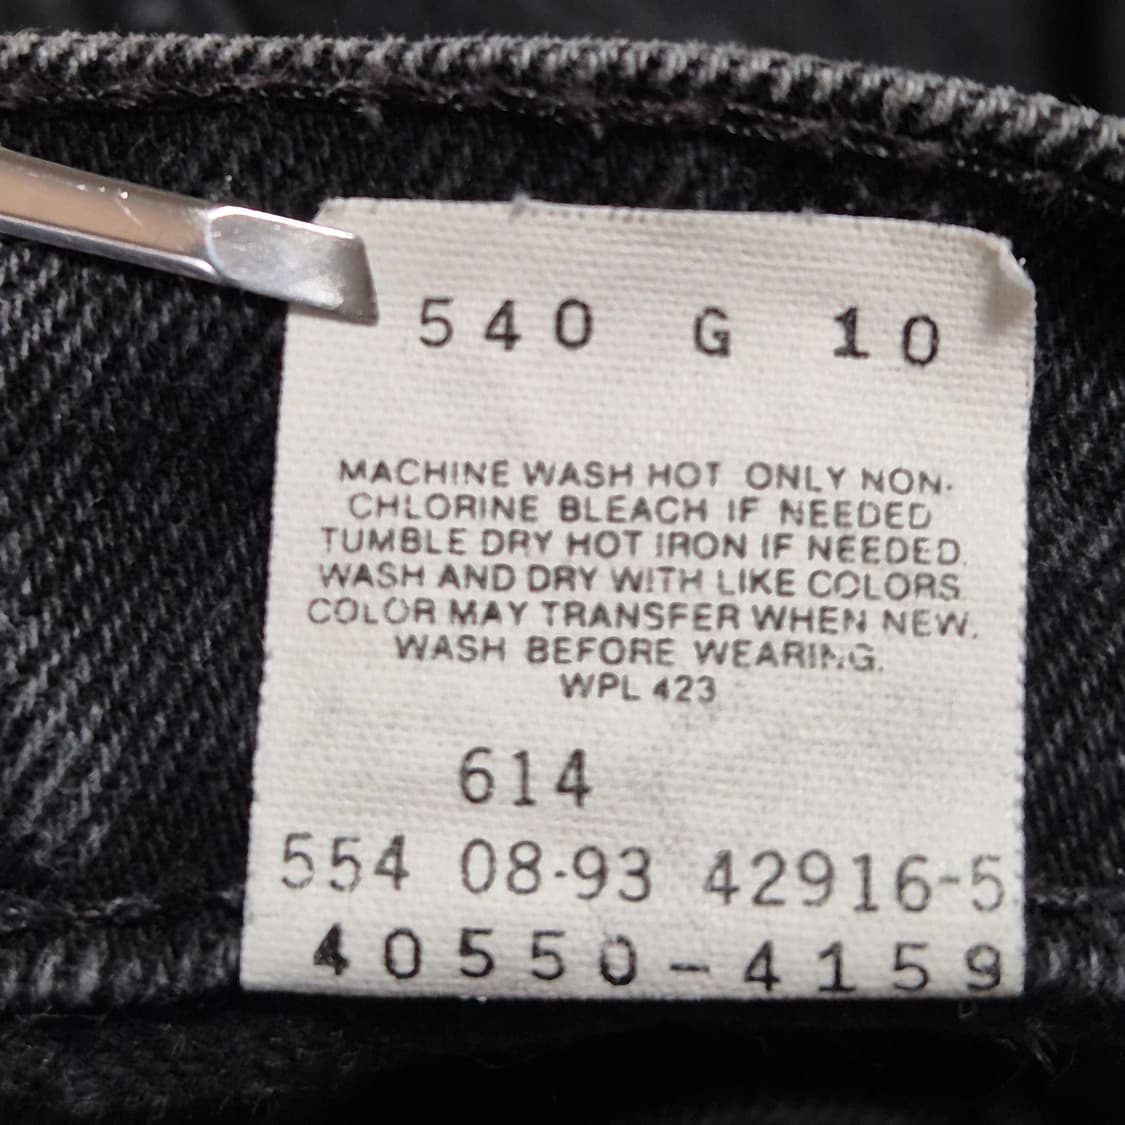 540 G 10
MACHINE WASH HOT ONLY NON-
CHLORINE BLEACH IF NEEDED
TUMBLE DRY HOT IRON IF NEEDED.
WASH AND DRY WITH LIKE COLORS.
COLOR MAY TRANSFER WHEN NEW.
WASH BEFORE WEARING.
WPL 423
614
554 08-93 42916-5
40550-4159